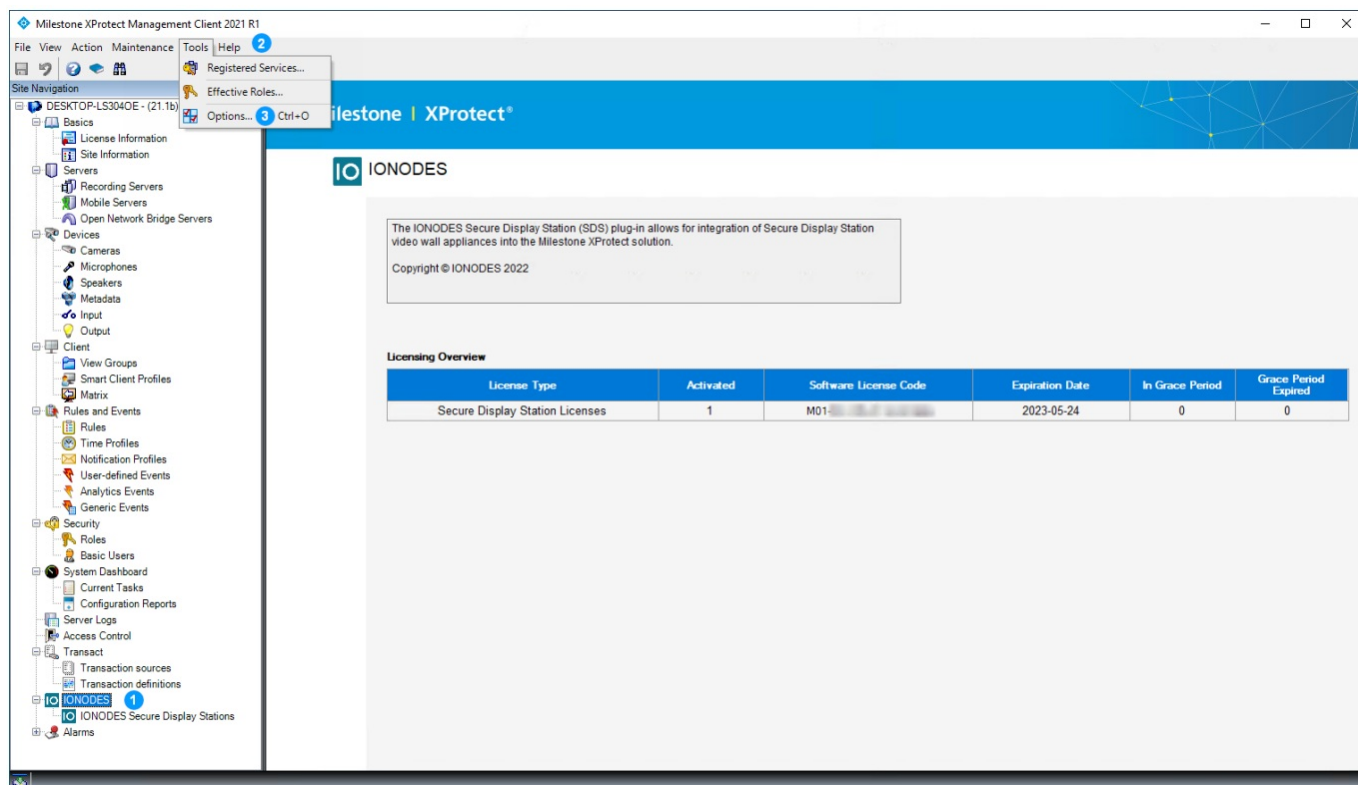 Milestone XProtect Management Client 2021 R1
File View Action Maintenance Tools Help 2
Registered Services...
Effective Roles...
Options... 3 Ctrl+O
Site Navigation
DESKTOP-LS304OE - (21.1b)
Basics
License Information
Site Information
Servers
Recording Servers
Mobile Servers
Open Network Bridge Servers
Devices
Cameras
Microphones
Speakers
Metadata
Input
Output
Client
View Groups
Smart Client Profiles
Matrix
Rules and Events
Rules
Time Profiles
Notification Profiles
User-defined Events
Analytics Events
Generic Events
Security
Roles
Basic Users
System Dashboard
Current Tasks
Configuration Reports
Server Logs
Access Control
Transact
Transaction sources
Transaction definitions
IO IONODES 1
IO IONODES Secure Display Stations
Alarms
ilestone | XProtect®
IO IONODES
The IONODES Secure Display Station (SDS) plug-in allows for integration of Secure Display Station
video wall appliances into the Milestone XProtect solution.
Copyright © IONODES 2022
Licensing Overview
License Type Activated Software License Code Expiration Date In Grace Period Grace Period Expired
Secure Display Station Licenses 1 M01- 2023-05-24 0 0